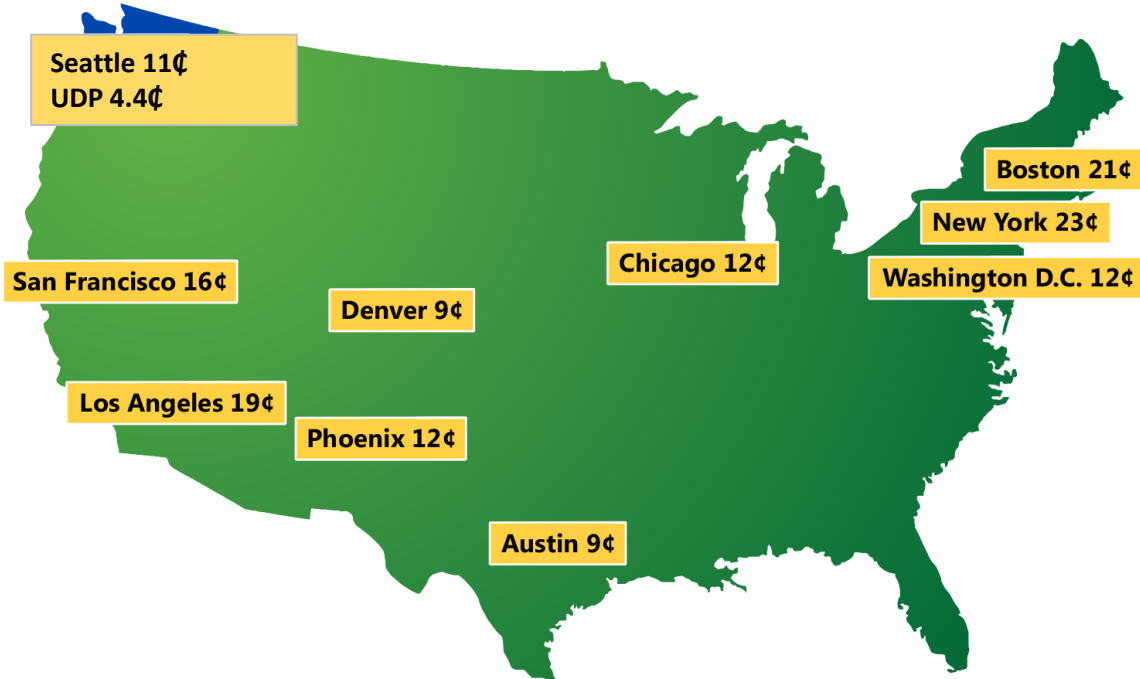 Seattle 11₵
UDP 4.4₵
Boston 21¢
New York 23¢
Chicago 12¢
Washington D.C. 12¢
San Francisco 16¢
Denver 9¢
Los Angeles 19¢
Phoenix 12¢
Austin 9¢